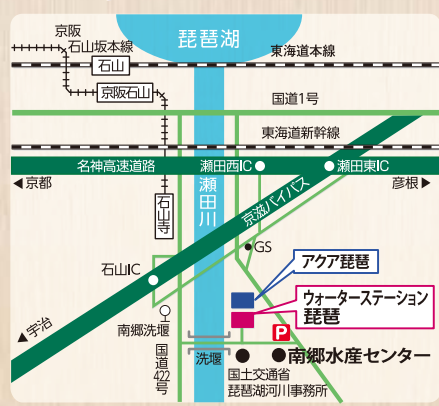 京阪
石山坂本線
琵琶湖
東海道本線
石山
京阪石山
国道1号
東海道新幹線
名神高速道路
瀬田西IC
瀬田東IC
京都
瀬田川
京滋バイパス
彦根
石山寺
GS
アクア琵琶
石山IC
ウォーターステーション
琵琶
宇治
南郷洗堰
P
国道422号
洗堰
南郷水産センター
国土交通省
琵琶湖河川事務所